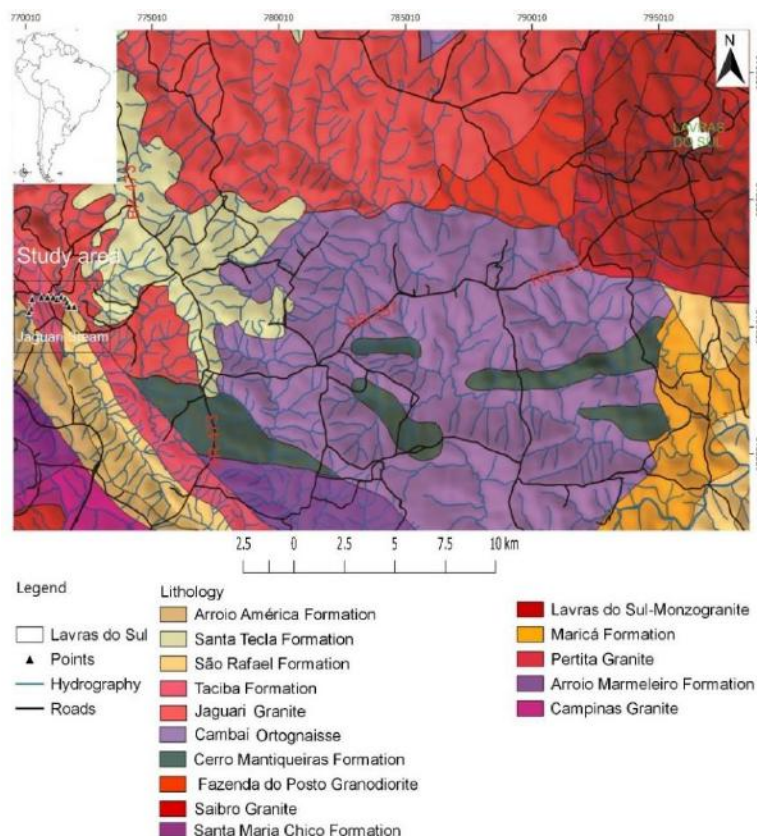 770010 775010 780010 785010 790010 795010
N
LAVRAS
DO SUL
Study area
Jaguari Stream
2.5 0 2.5 5 10 km
Legend
Lavras do Sul
Points
Hydrography
Roads
Lithology
Arroio América Formation
Santa Tecla Formation
São Rafael Formation
Taciba Formation
Jaguari Granite
Cambaí Ortognaisse
Cerro Mantiqueiras Formation
Fazenda do Posto Granodiorite
Saibro Granite
Santa Maria Chico Formation
Lavras do Sul-Monzogranite
Maricá Formation
Pertita Granite
Arroio Marmeleiro Formation
Campinas Granite